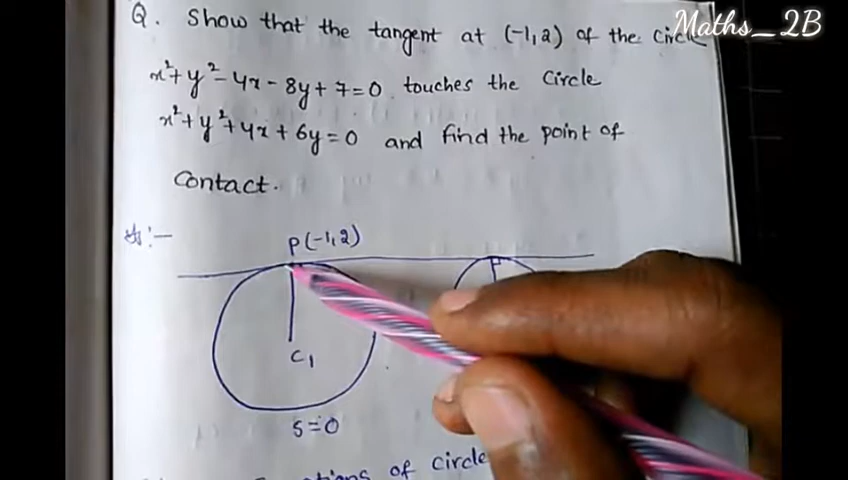 Maths_2B
Q. Show that the tangent at (-1,2) of the circle
x²+y²-4x-8y+7=0 touches the Circle
x²+y²+4x+6y=0 and find the point of
Contact.
P(-1,2)
C₁
S=0
of circle